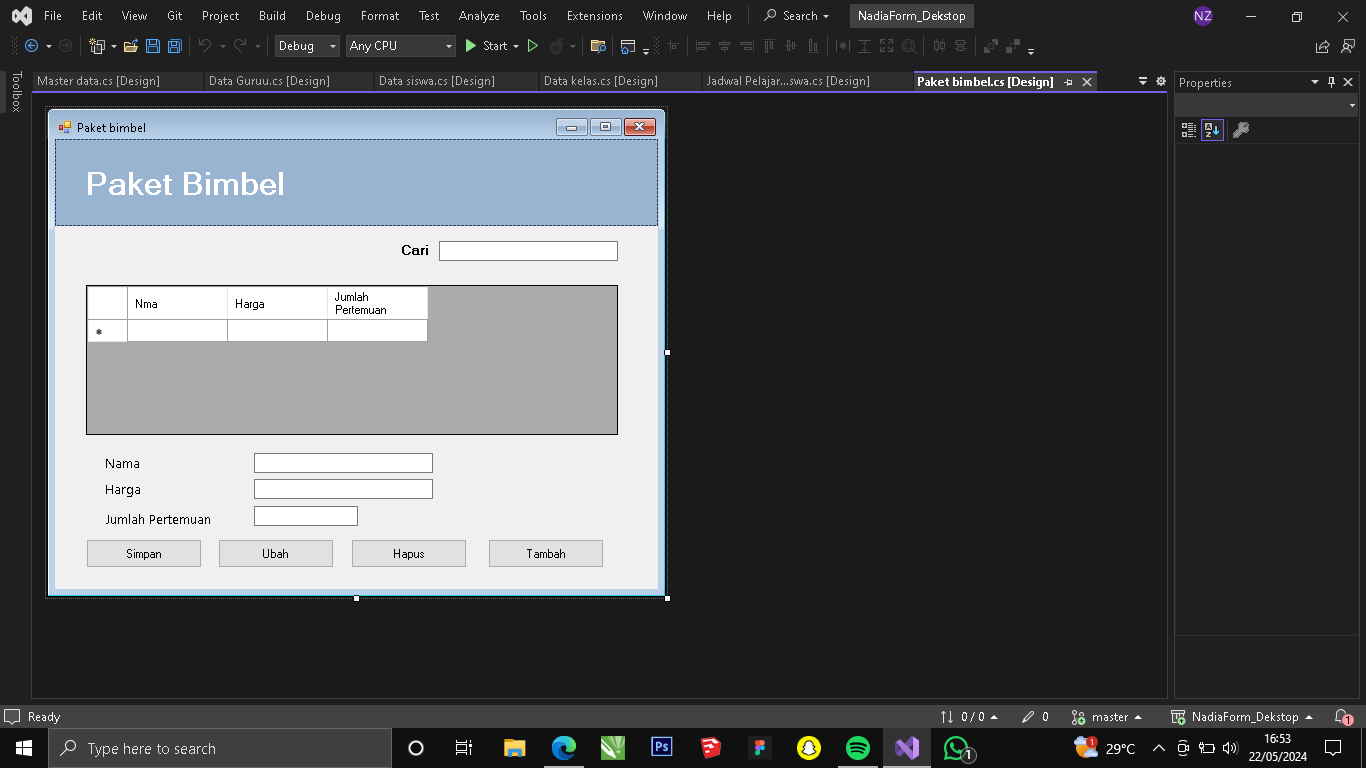 File Edit View Git Project Build Debug Format Test Analyze Tools Extensions Window Help Search NadiaForm_Dekstop NZ
Debug Any CPU Start
Toolbox
Master data.cs [Design] Data Guruu.cs [Design] Data siswa.cs [Design] Data kelas.cs [Design] Jadwal Pelajar...swa.cs [Design] Paket bimbel.cs [Design] Properties
Paket bimbel
Paket Bimbel
Cari
Nma Harga Jumlah Pertemuan
Nama
Harga
Jumlah Pertemuan
Simpan Ubah Hapus Tambah
Ready 0 / 0 0 master NadiaForm_Dekstop 1
Type here to search Ps 1 1 29°C 16:53
22/05/2024